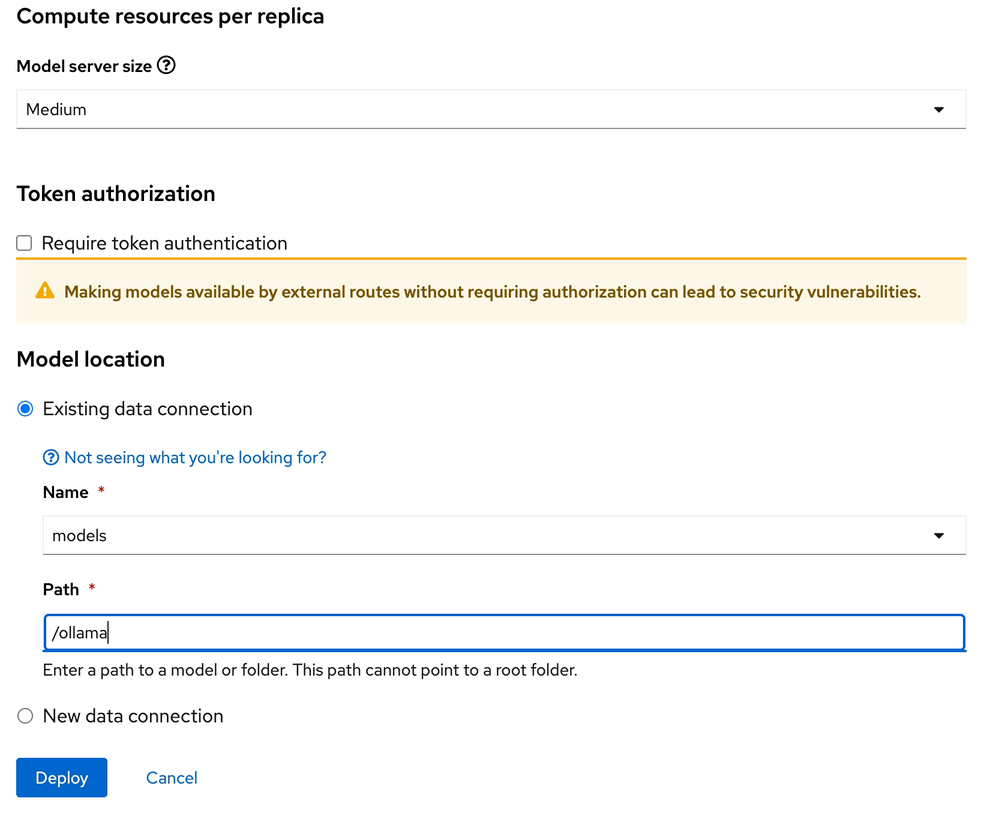 Compute resources per replica
Model server size
Medium
Token authorization
Require token authentication
Making models available by external routes without requiring authorization can lead to security vulnerabilities.
Model location
Existing data connection
Not seeing what you're looking for?
Name *
models
Path *
/ollama
Enter a path to a model or folder. This path cannot point to a root folder.
New data connection
Deploy Cancel